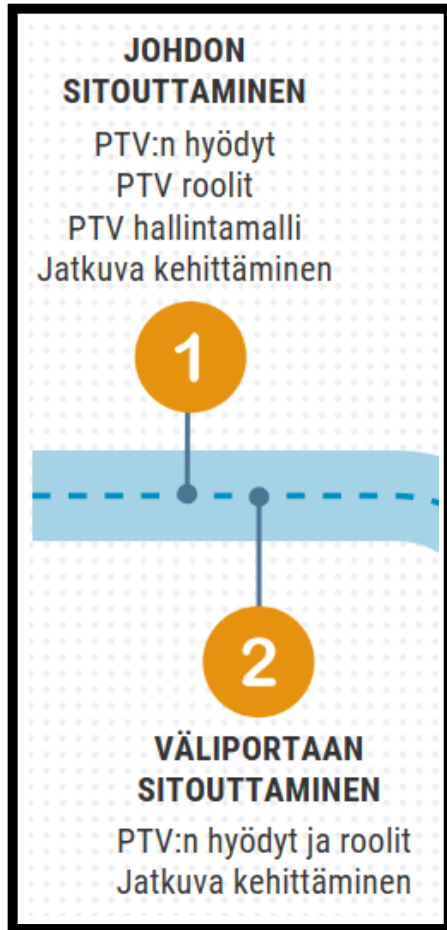 JOHDON
SITOUTTAMINEN
PTV:n hyödyt
PTV roolit
PTV hallintamalli
Jatkuva kehittäminen
1
2
VÄLIPORTAAN
SITOUTTAMINEN
PTV:n hyödyt ja roolit
Jatkuva kehittäminen